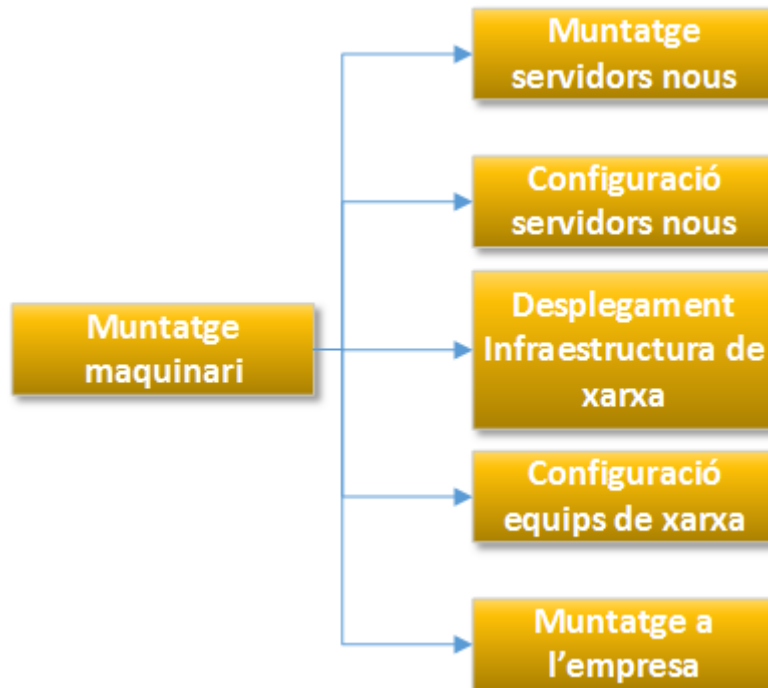 Muntatge
servidors nous
Configuració
servidors nous
Desplegament
Infraestructura de
xarxa
Muntatge
maquinari
Configuració
equips de xarxa
Muntatge a
l'empresa